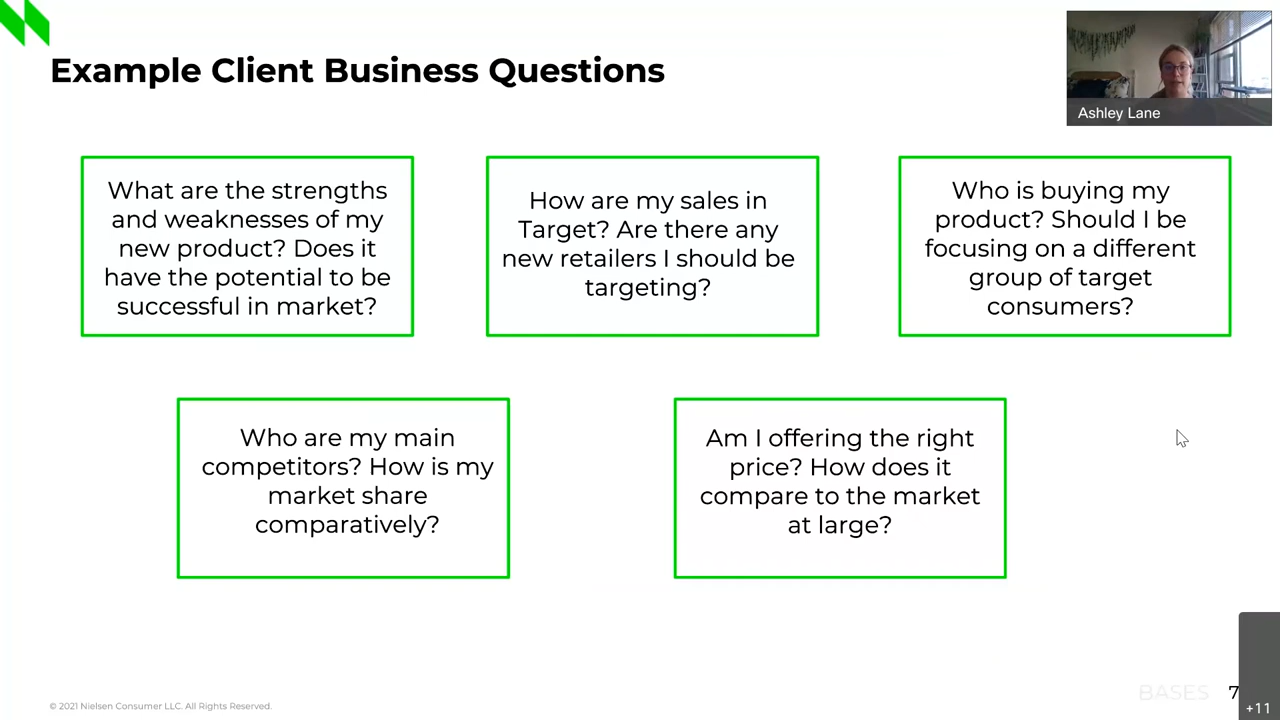 Example Client Business Questions
Ashley Lane
What are the strengths
and weaknesses of my
new product? Does it
have the potential to be
successful in market?
How are my sales in
Target? Are there any
new retailers I should be
targeting?
Who is buying my
product? Should I be
focusing on a different
group of target
consumers?
Who are my main
competitors? How is my
market share
comparatively?
Am I offering the right
price? How does it
compare to the market
at large?
© 2021 Nielsen Consumer LLC. All Rights Reserved.
BASES 7
+11